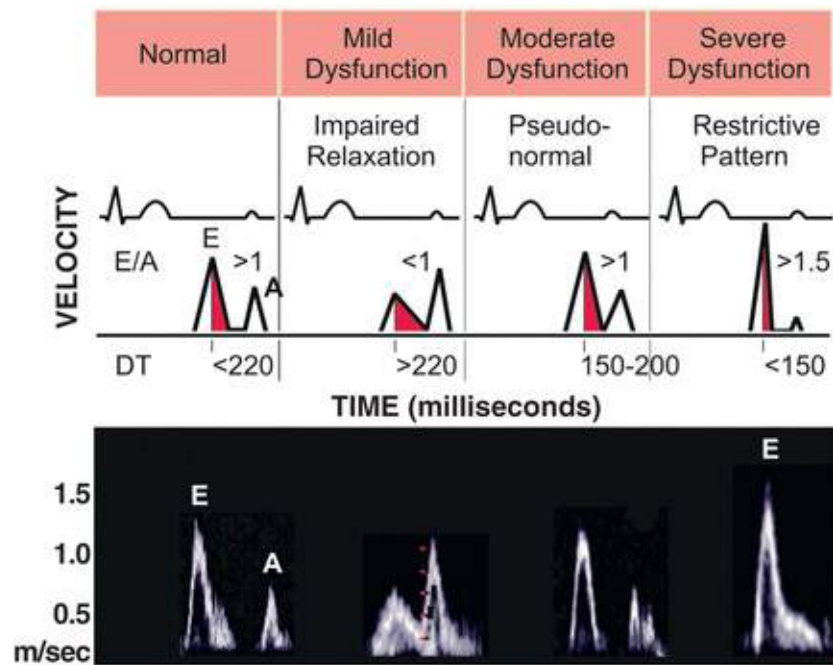 Normal
Mild
Dysfunction
Moderate
Dysfunction
Severe
Dysfunction
Impaired
Relaxation
Pseudo-
normal
Restrictive
Pattern
VELOCITY
E/A
E
>1
A
<1
>1
>1.5
DT
<220
>220
150-200
<150
TIME (milliseconds)
1.5
1.0
0.5
m/sec
E
A
E